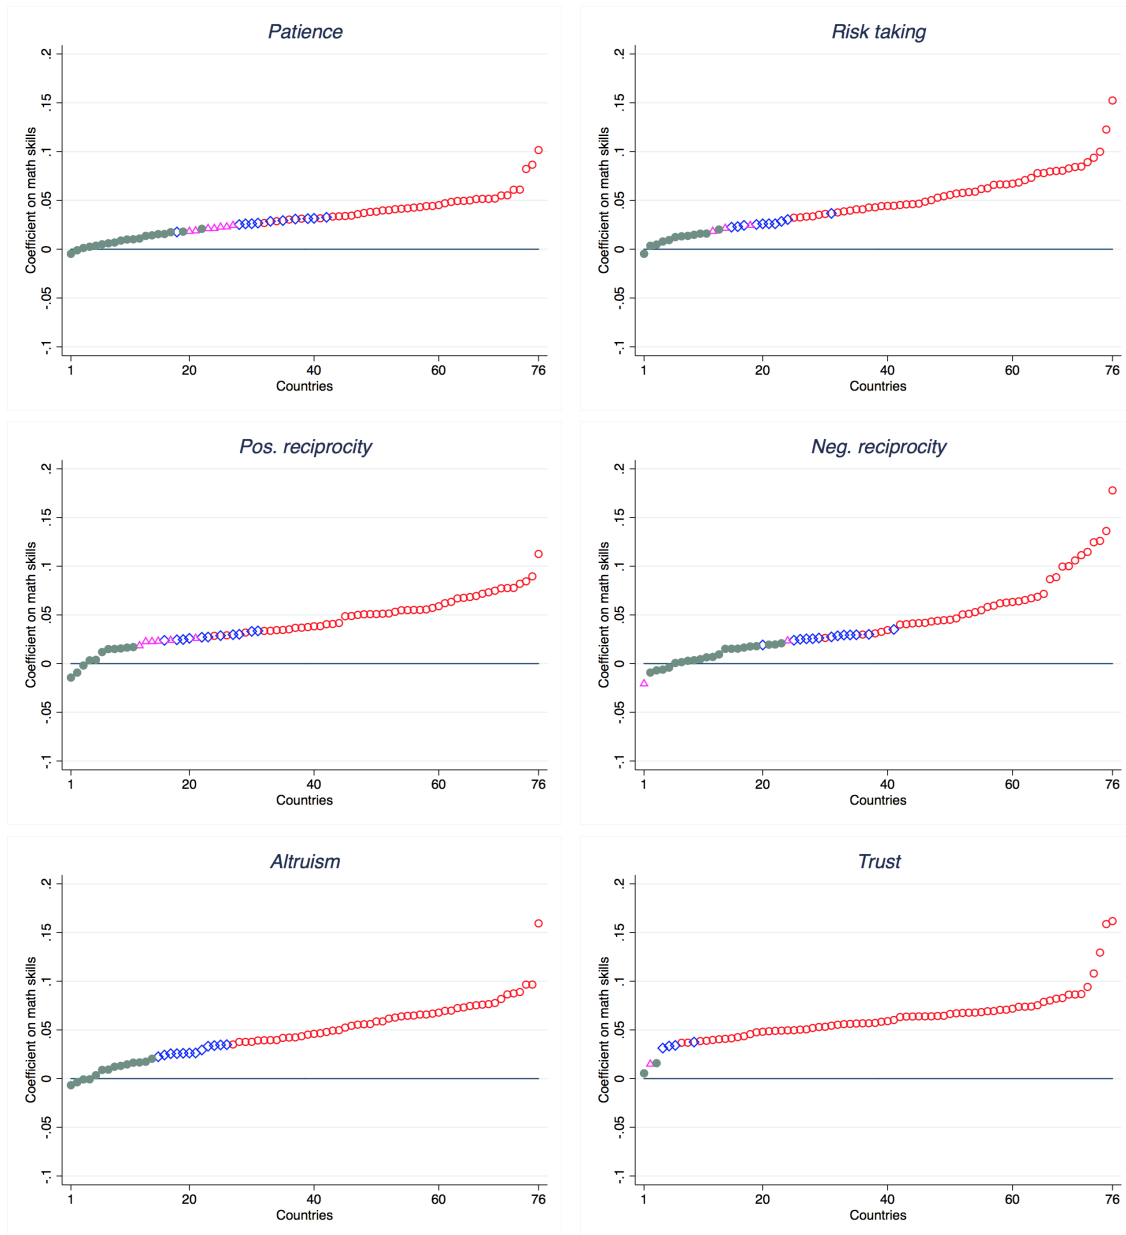 Patience
Coefficient on math skills
.2
.15
.1
.05
0
-.05
-.1
1 20 40 60 76
Countries
Risk taking
Coefficient on math skills
.2
.15
.1
.05
0
-.05
-.1
1 20 40 60 76
Countries
Pos. reciprocity
Coefficient on math skills
.2
.15
.1
.05
0
-.05
-.1
1 20 40 60 76
Countries
Neg. reciprocity
Coefficient on math skills
.2
.15
.1
.05
0
-.05
-.1
1 20 40 60 76
Countries
Altruism
Coefficient on math skills
.2
.15
.1
.05
0
-.05
-.1
1 20 40 60 76
Countries
Trust
Coefficient on math skills
.2
.15
.1
.05
0
-.05
-.1
1 20 40 60 76
Countries